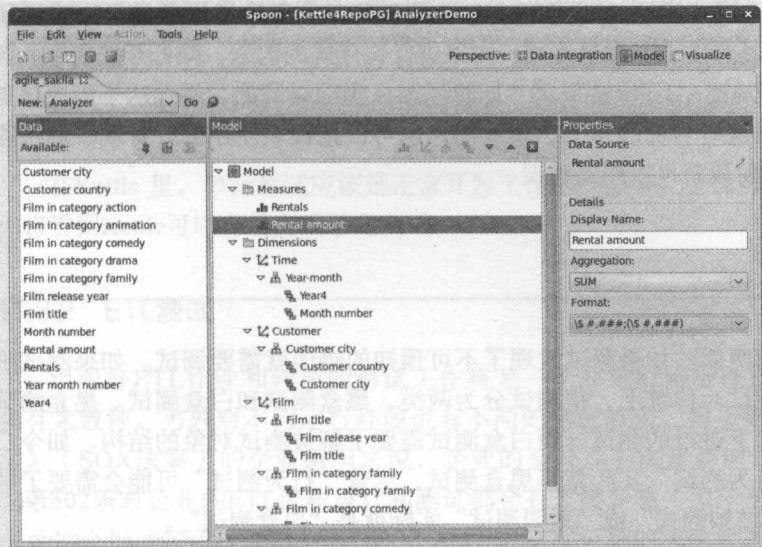 Spoon - [Kettle4RepoPG] AnalyzerDemo
File Edit View Action Tools Help
Perspective: Data Integration Model Visualize
agile_sakila
New: Analyzer Go
Data
Available:
Customer city
Customer country
Film in category action
Film in category animation
Film in category comedy
Film in category drama
Film in category family
Film release year
Film title
Month number
Rental amount
Rentals
Year month number
Year4
Model
Model
Measures
Rentals
Rental amount
Dimensions
Time
Year-month
Year4
Month number
Customer
Customer city
Customer country
Customer city
Film
Film title
Film release year
Film title
Film in category family
Film in category family
Film in category comedy
Properties
Data Source
Rental amount
Details
Display Name:
Rental amount
Aggregation:
SUM
Format:
\$ #,###;(\$ #,###)